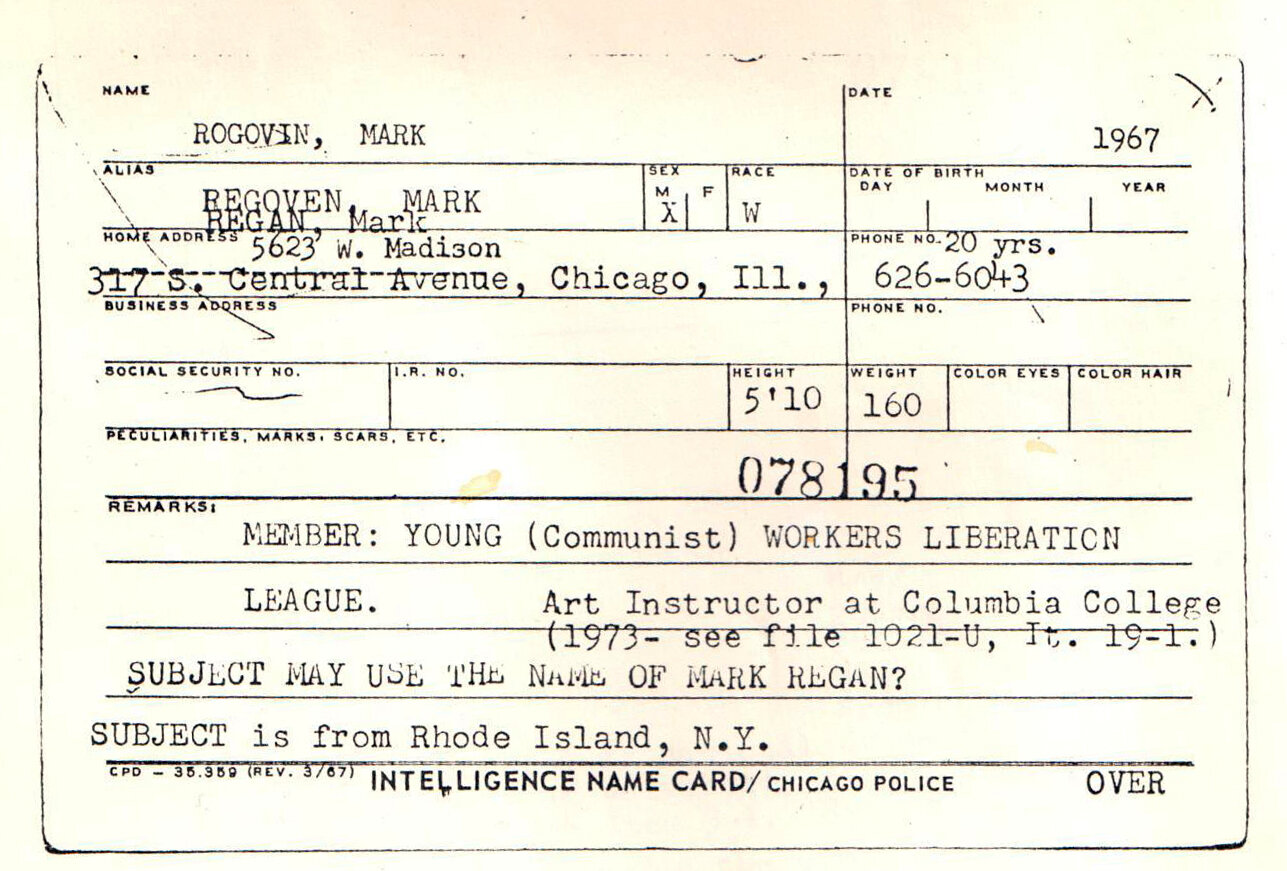 NAME DATE
ROGOVIN, MARK 1967
ALIAS SEX RACE DATE OF BIRTH
M F DAY MONTH YEAR
REGOVEN, MARK X W
REGAN, Mark
HOME ADDRESS 5623 W. Madison PHONE NO. 20 yrs.
317 S. Central Avenue, Chicago, Ill., 626-6043
BUSINESS ADDRESS PHONE NO.
SOCIAL SECURITY NO. I.R. NO. HEIGHT WEIGHT COLOR EYES COLOR HAIR
5'10 160
PECULIARITIES, MARKS, SCARS, ETC.
078195
REMARKS:
MEMBER: YOUNG (Communist) WORKERS LIBERATION
LEAGUE. Art Instructor at Columbia College
(1973- see file 1021-U, It. 19-1.)
SUBJECT MAY USE THE NAME OF MARK REGAN?
SUBJECT is from Rhode Island, N.Y.
CPD - 35.959 (REV. 3/67) INTELLIGENCE NAME CARD/CHICAGO POLICE OVER